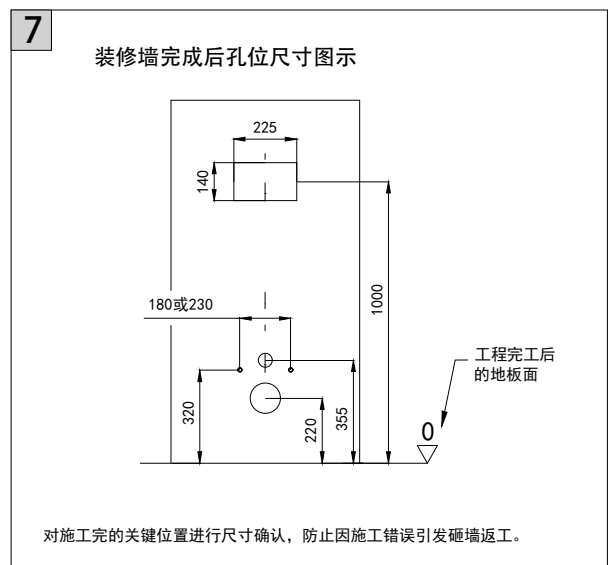 7
装修墙完成后孔位尺寸图示
225
140
180或230
1000
工程完工后
的地板面
320
220
355
0
对施工完的关键位置进行尺寸确认，防止因施工错误引发砸墙返工。